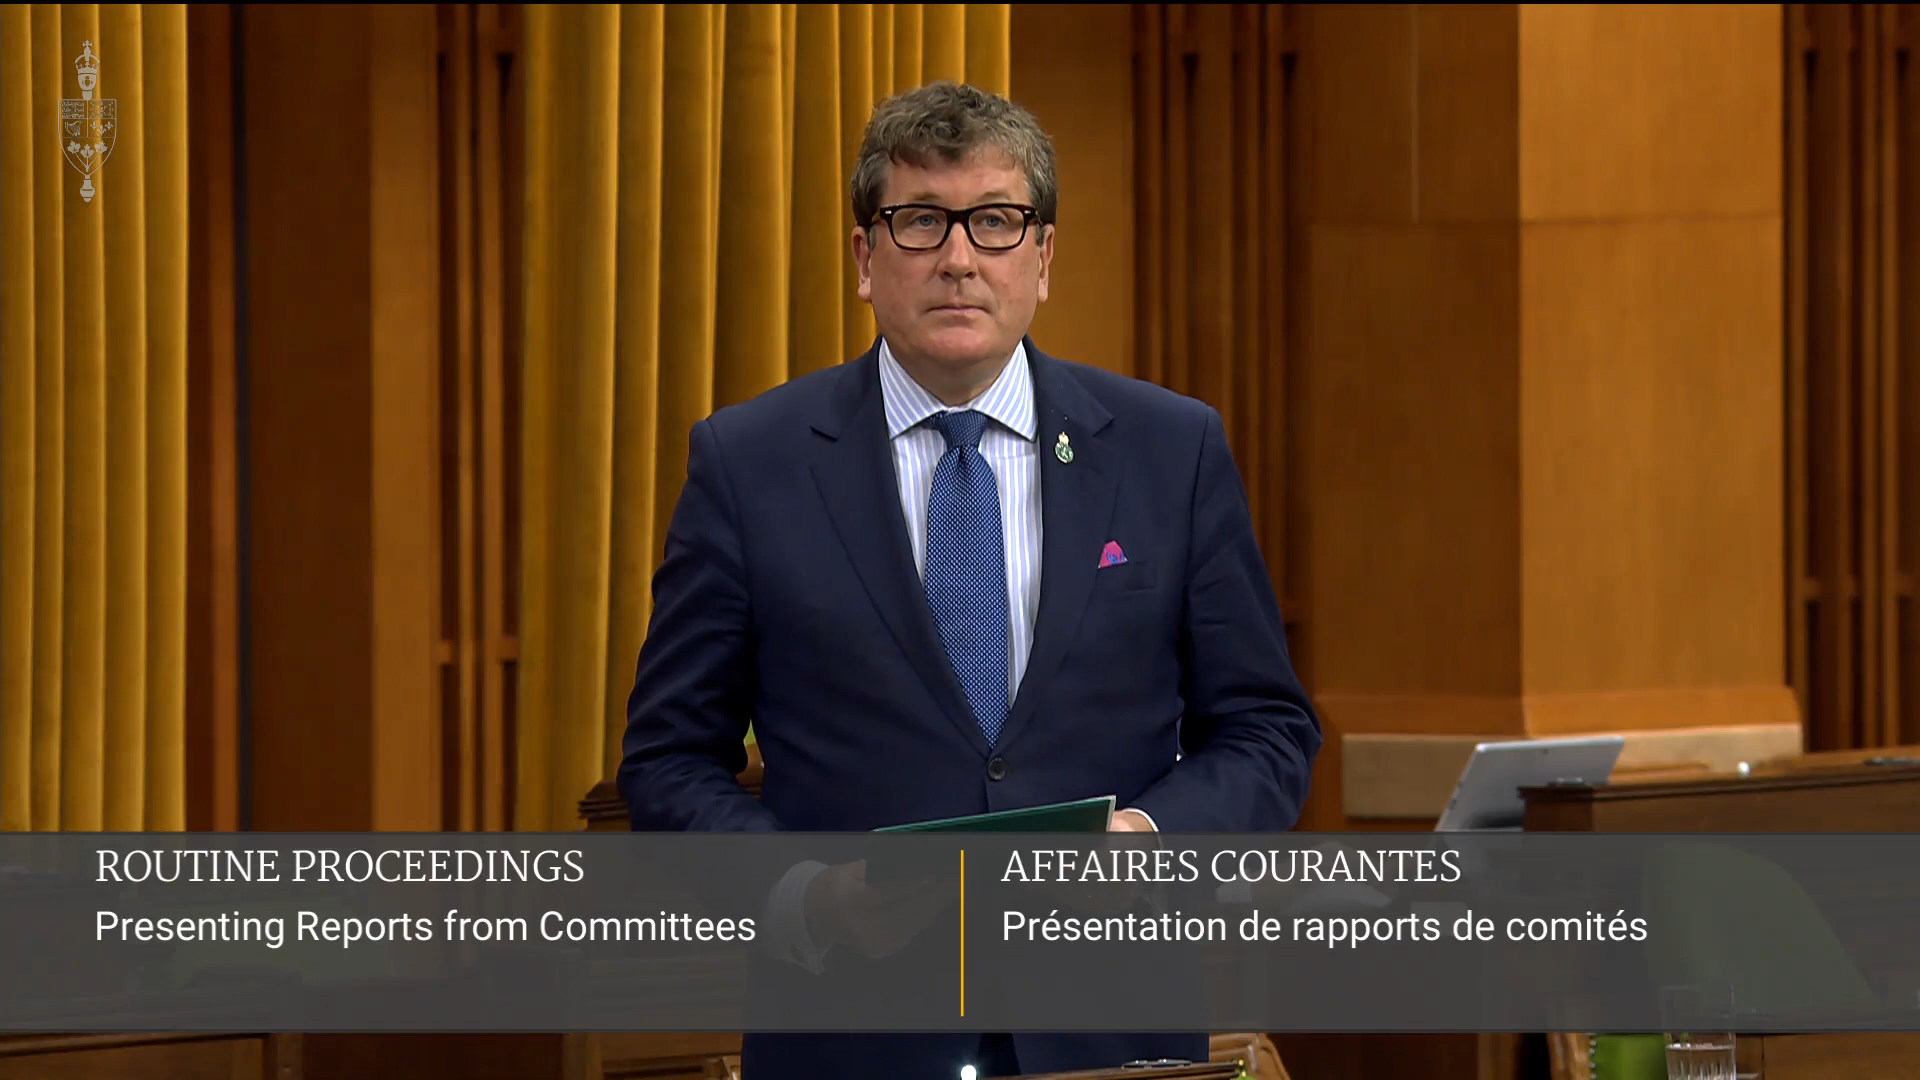 ROUTINE PROCEEDINGS
Presenting Reports from Committees
AFFAIRES COURANTES
Présentation de rapports de comités